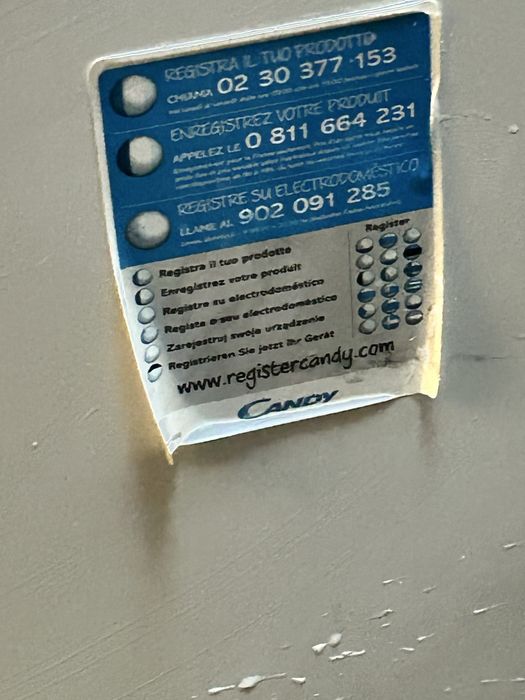 REGISTRA IL TUO PRODOTTO
CHIAMA 02 30 377 153
ENREGISTREZ VOTRE PRODUIT
APPELEZ LE 0 811 664 231
REGISTRE SU ELECTRODOMÉSTICO
LLAME AL 902 091 285
Register
Registra il tuo prodotto
Enregistrez votre produit
Registre su electrodoméstico
Registe o seu electrodoméstico
Zarejestruj swoje urządzenie
Registrieren Sie jetzt Ihr Gerät
www.registercandy.com
CANDY